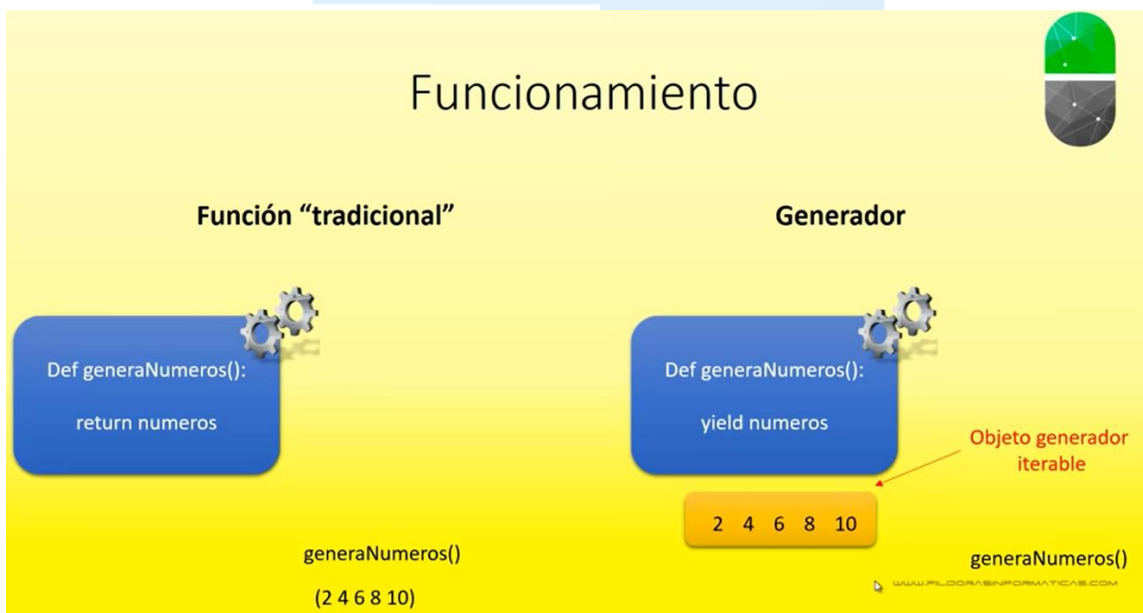 Funcionamiento
Función “tradicional”
Def generaNumeros():
return numeros
generaNumeros()
(2 4 6 8 10)
Generador
Def generaNumeros():
yield numeros
Objeto generador
iterable
2 4 6 8 10
generaNumeros()
WWW.PILDORASINFORMATICAS.COM